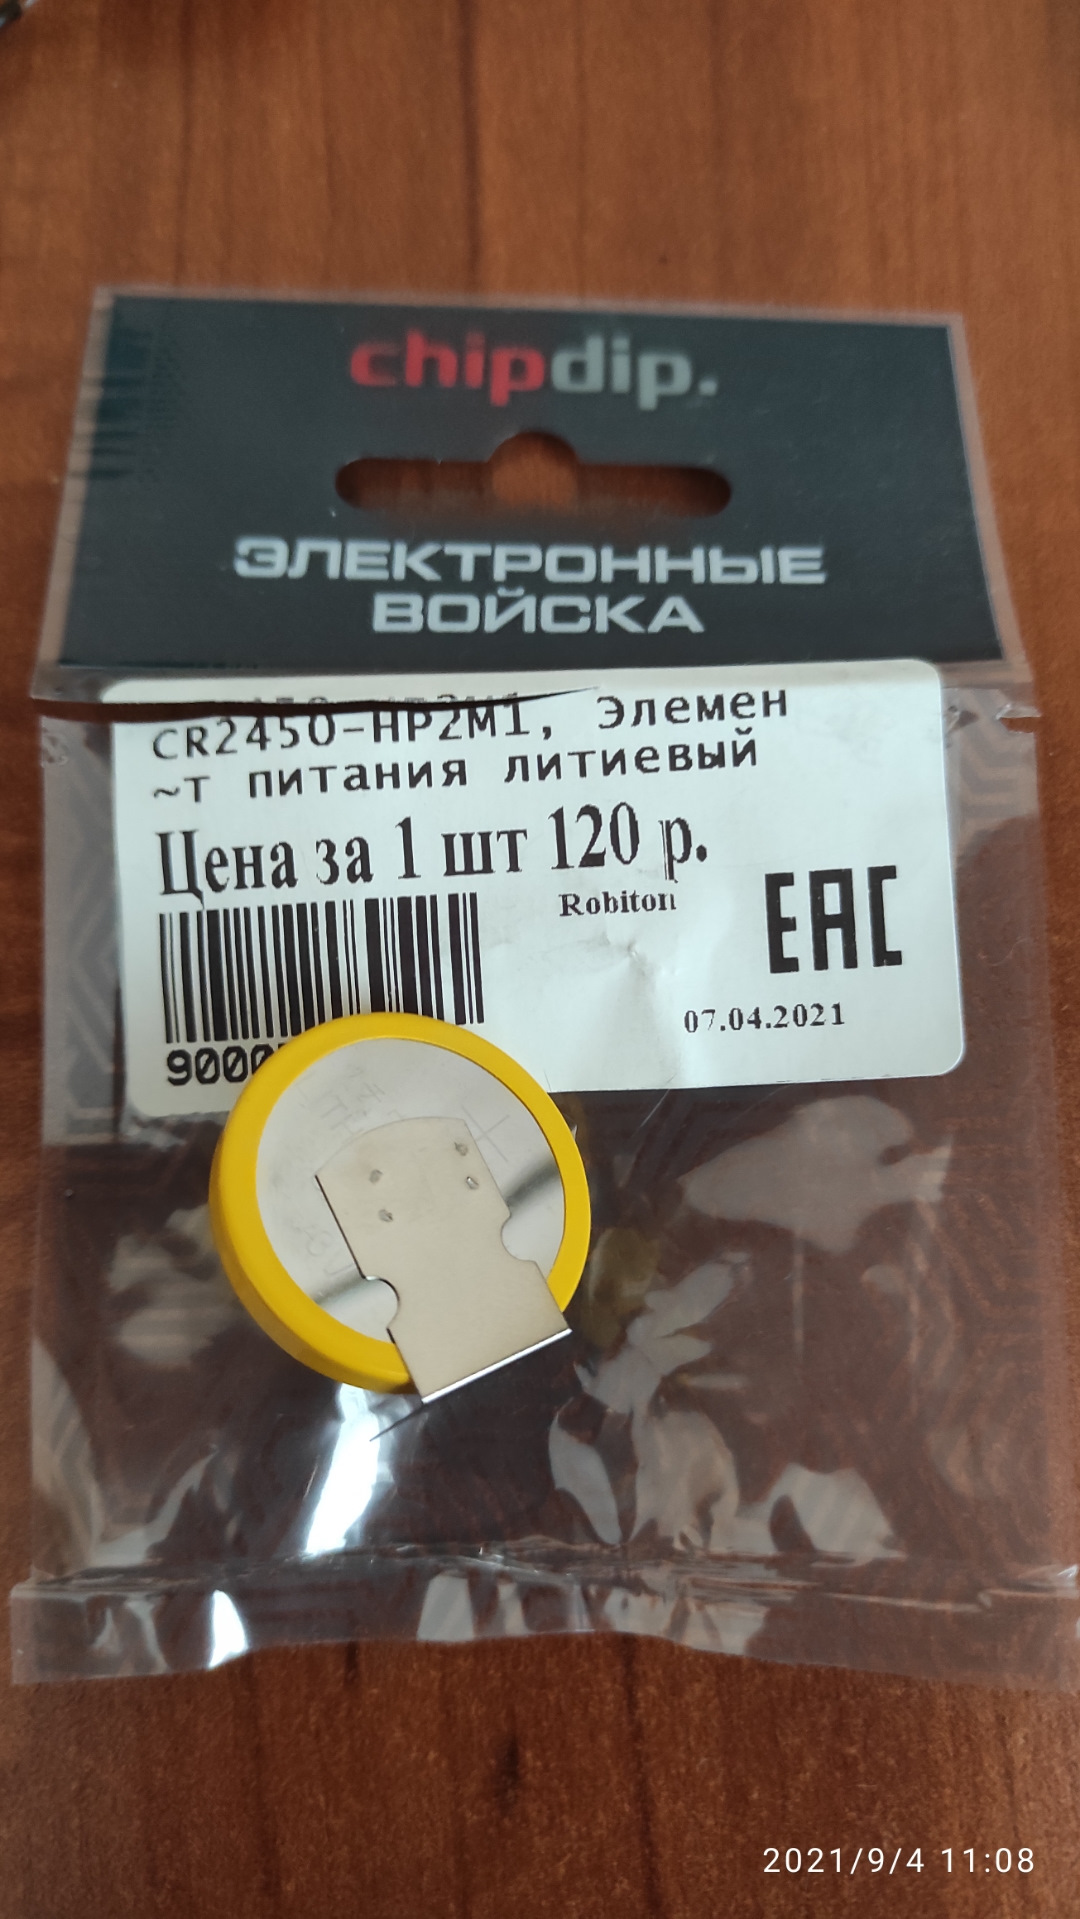 chipdip.
ЭЛЕКТРОННЫЕ
ВОЙСКА
CR2450-HP2M1, Элемен
~т питания литиевый
Цена за 1 шт 120 р.
Robiton
EAC
07.04.2021
9000
2021/9/4 11:08